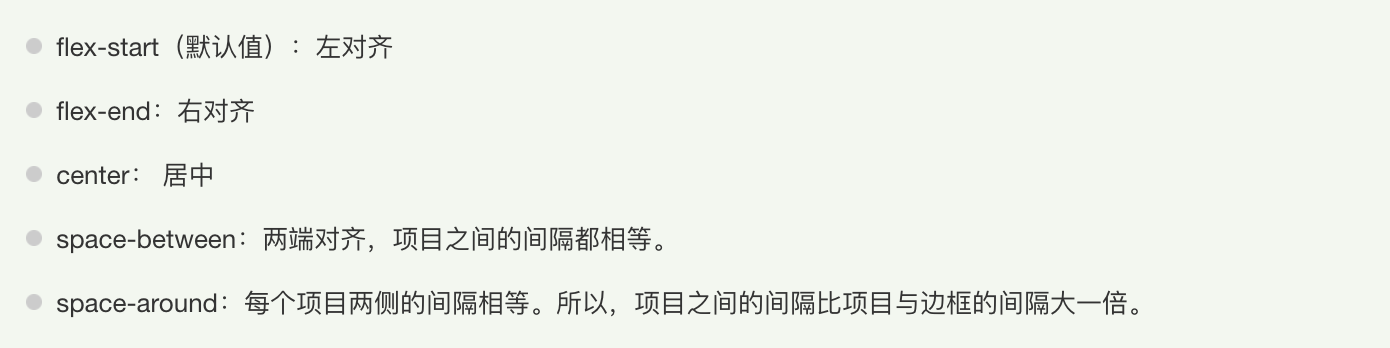 flex-start（默认值）：左对齐
flex-end：右对齐
center： 居中
space-between：两端对齐，项目之间的间隔都相等。
space-around：每个项目两侧的间隔相等。所以，项目之间的间隔比项目与边框的间隔大一倍。